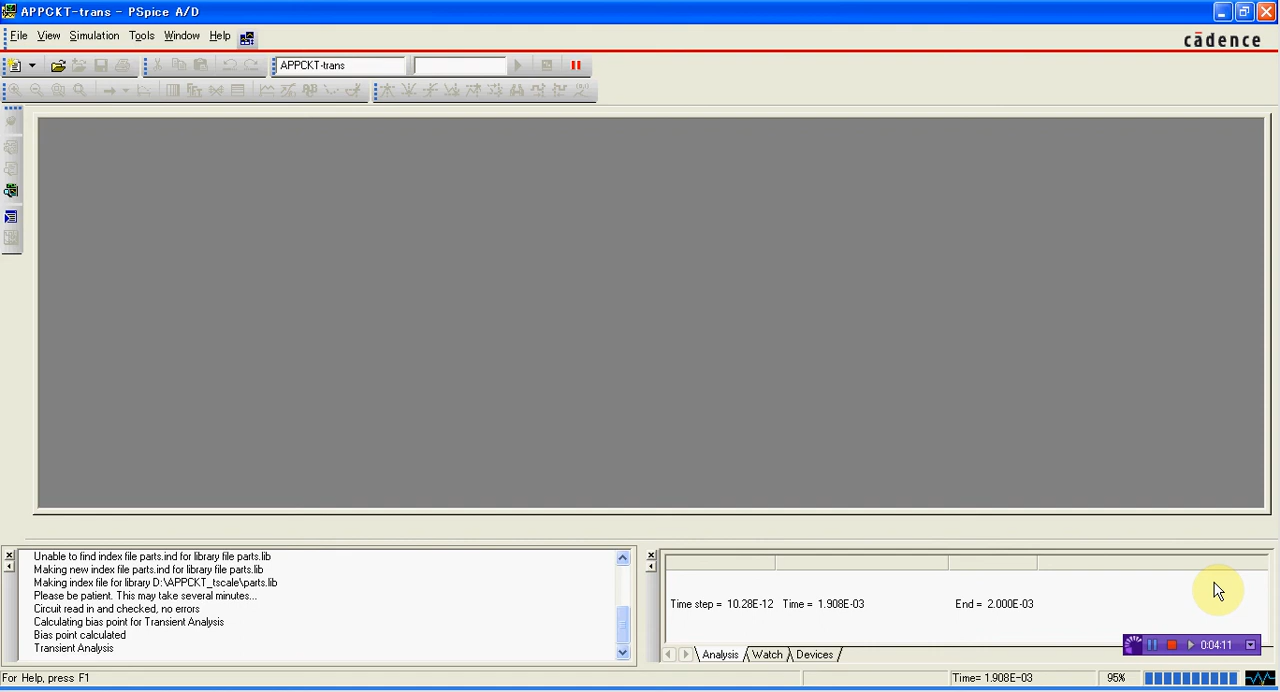 APPCKT-trans - PSpice A/D
File View Simulation Tools Window Help
cādence
APPCKT-trans
Unable to find index file parts.ind for library file parts.lib
Making new index file parts.ind for library file parts.lib
Making index file for library D:\APPCKT_tscale\parts.lib
Please be patient. This may take several minutes...
Circuit read in and checked, no errors
Calculating bias point for Transient Analysis
Bias point calculated
Transient Analysis
Time step = 10.28E-12 Time = 1.908E-03 End = 2.000E-03
0:04:11
Analysis Watch Devices
For Help, press F1
Time= 1.908E-03 95%